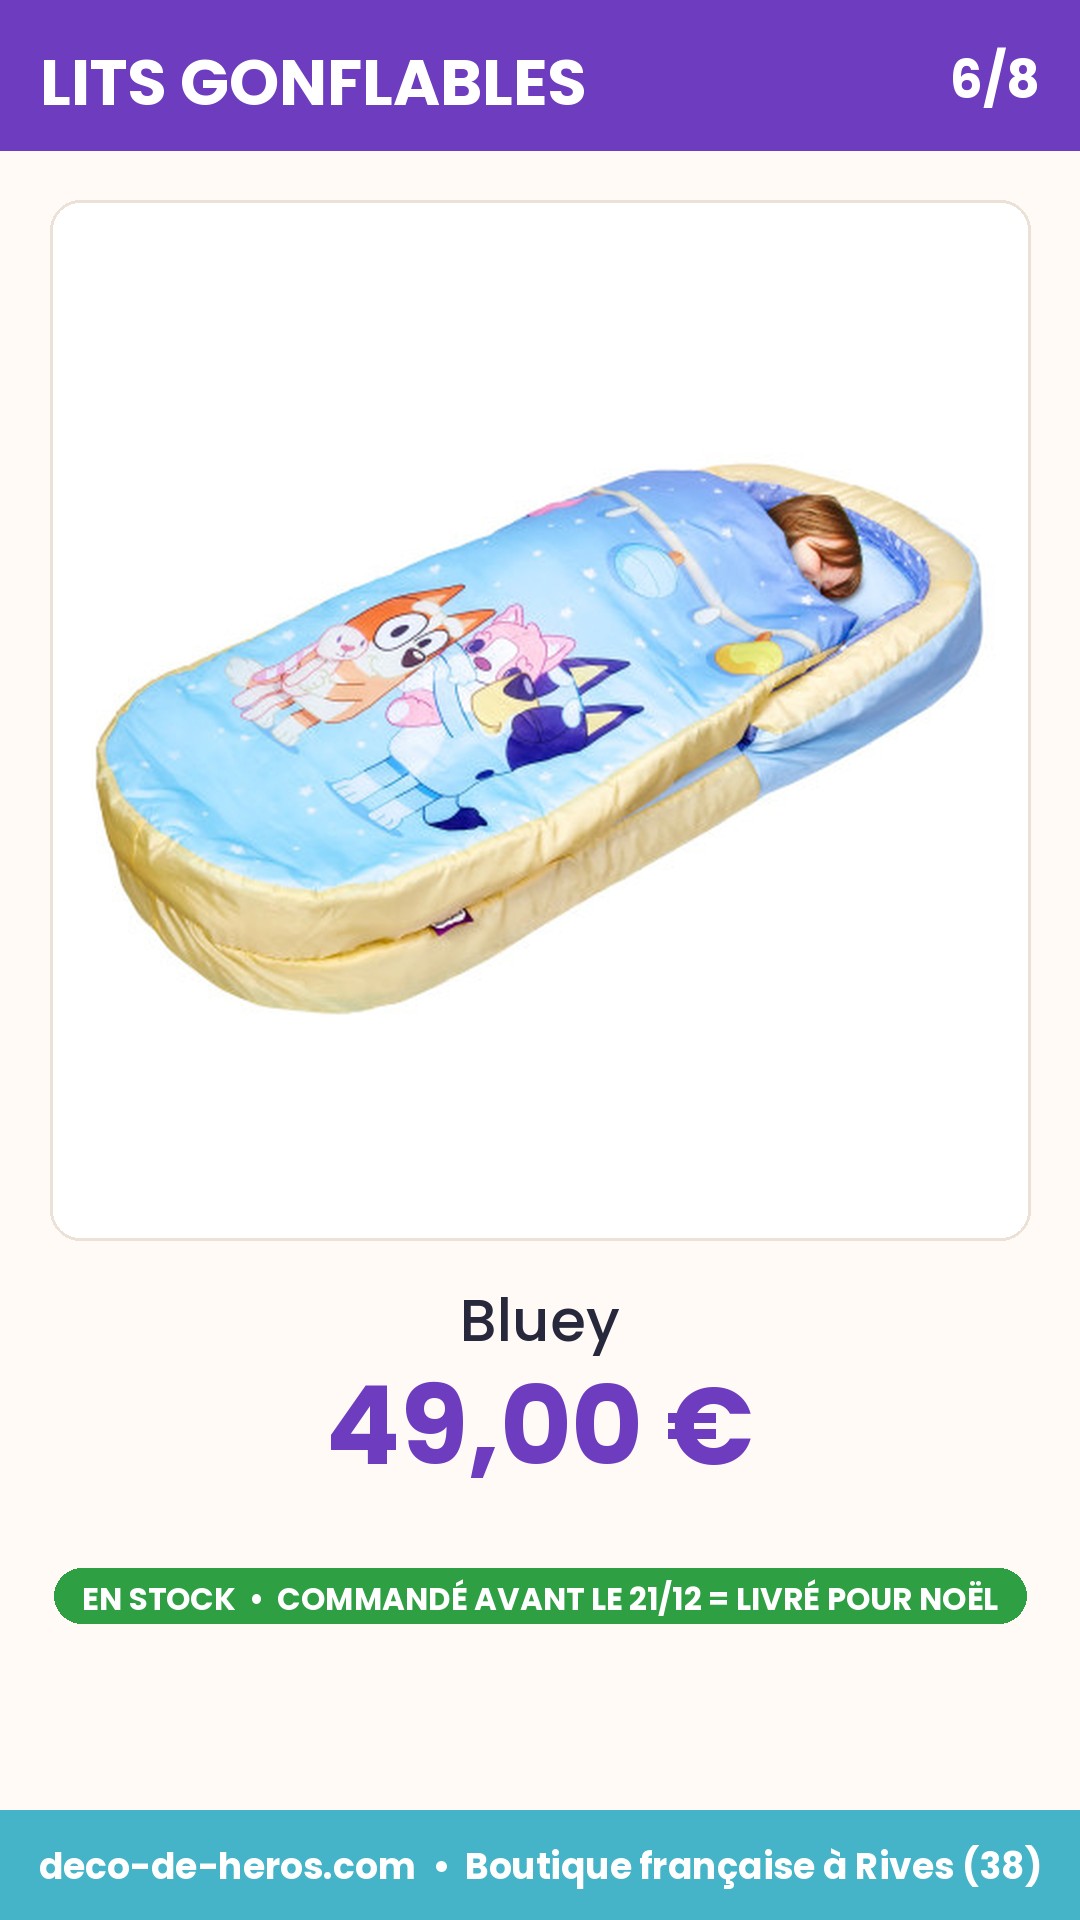 LITS GONFLABLES
6/8
Bluey
49,00 €
EN STOCK • COMMANDÉ AVANT LE 21/12 = LIVRÉ POUR NOËL
deco-de-heros.com • Boutique française à Rives (38)